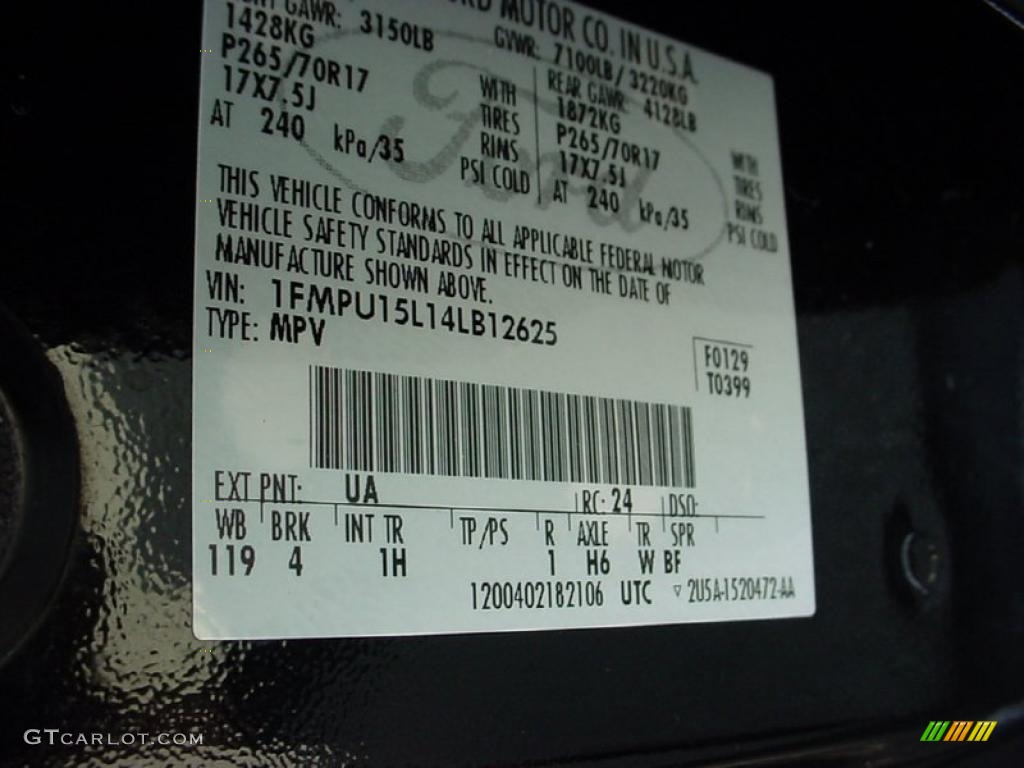 FORD MOTOR CO. IN U.S.A.
GAWR: 3150LB
GVWR: 7100LB / 3220KG
1428KG
REAR GAWR: 4128LB
P265/70R17 WITH
1872KG WITH
17X7.5J TIRES
P265/70R17 TIRES
RIMS
17X7.5J RIMS
AT 240 kPa/35 PSI COLD
AT 240 kPa/35 PSI COLD
Ford
THIS VEHICLE CONFORMS TO ALL APPLICABLE FEDERAL MOTOR
VEHICLE SAFETY STANDARDS IN EFFECT ON THE DATE OF
MANUFACTURE SHOWN ABOVE.
VIN: 1FMPU15L14LB12625
TYPE: MPV
F0129
T0399
EXT PNT: UA RC: 24 DSO:
WB BRK INT TR TP/PS R AXLE TR SPR
119 4 1H 1 H6 W BF
1200402182106 UTC ▽ 2U5A-1520472-AA
GTCARLOT.COM